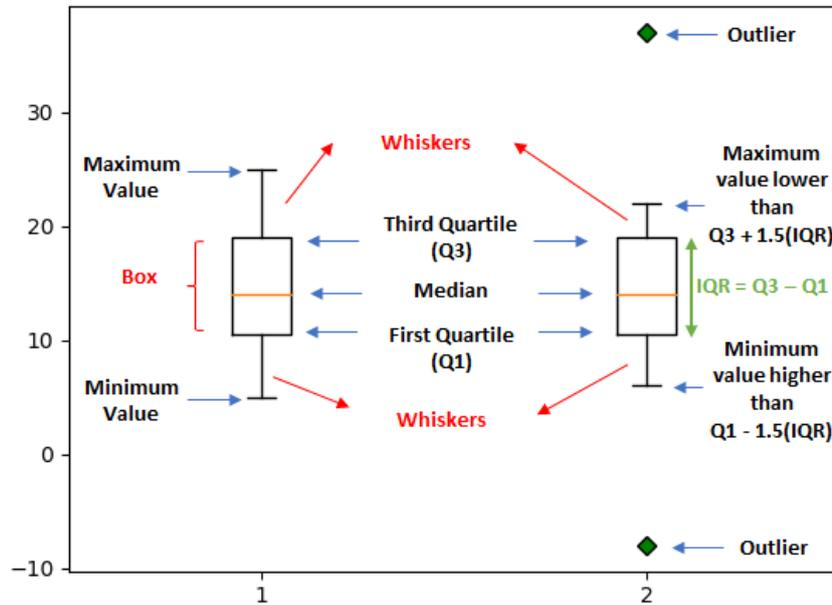 Outlier
30
Whiskers
Maximum
Value
Maximum
value lower
than
Q3 + 1.5(IQR)
20
Third Quartile
(Q3)
Box
IQR = Q3 – Q1
Median
10
First Quartile
(Q1)
Minimum
Value
Minimum
value higher
than
Q1 - 1.5(IQR)
Whiskers
0
Outlier
−10
1
2